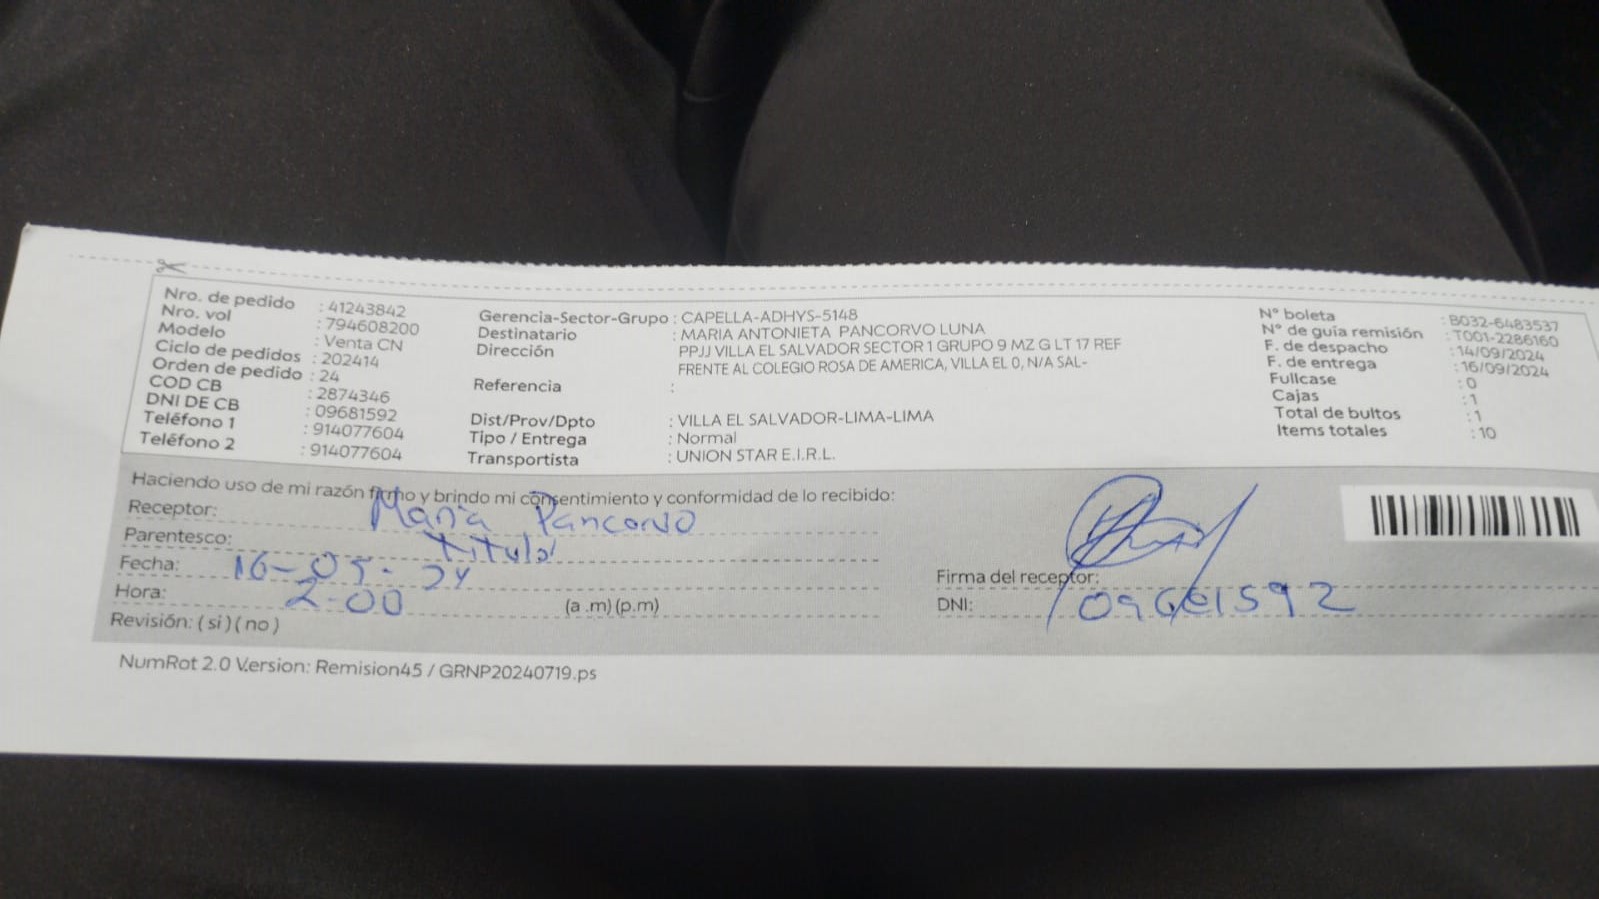 Nro. de pedido : 41243842
Nro. vol : 794608200
Modelo : Venta CN
Ciclo de pedidos : 202414
Orden de pedido : 24
COD CB : 2874346
DNI DE CB : 09681592
Teléfono 1 : 914077604
Teléfono 2 : 914077604
Gerencia-Sector-Grupo : CAPELLA-ADHYS-5148
Destinatario : MARIA ANTONIETA PANCORVO LUNA
Dirección PPJJ VILLA EL SALVADOR SECTOR 1 GRUPO 9 MZ G LT 17 REF
FRENTE AL COLEGIO ROSA DE AMERICA, VILLA EL 0, N/A SAL-
Referencia :
Dist/Prov/Dpto : VILLA EL SALVADOR-LIMA-LIMA
Tipo / Entrega : Normal
Transportista : UNION STAR E.I.R.L.
N° boleta : B032-6483537
N° de guía remisión : T001-2286160
F. de despacho : 14/09/2024
F. de entrega : 16/09/2024
Fullcase : 0
Cajas : 1
Total de bultos : 1
Items totales : 10
Haciendo uso de mi razón firmo y brindo mi consentimiento y conformidad de lo recibido:
Receptor: Maria Pancorvo
Parentesco: titular
Fecha: 16-09-24
Hora: 2-00 (a .m) (p.m)
Revisión: ( si ) ( no )
Firma del receptor:
DNI: 09681592
NumRot 2.0 Version: Remision45 / GRNP20240719.ps